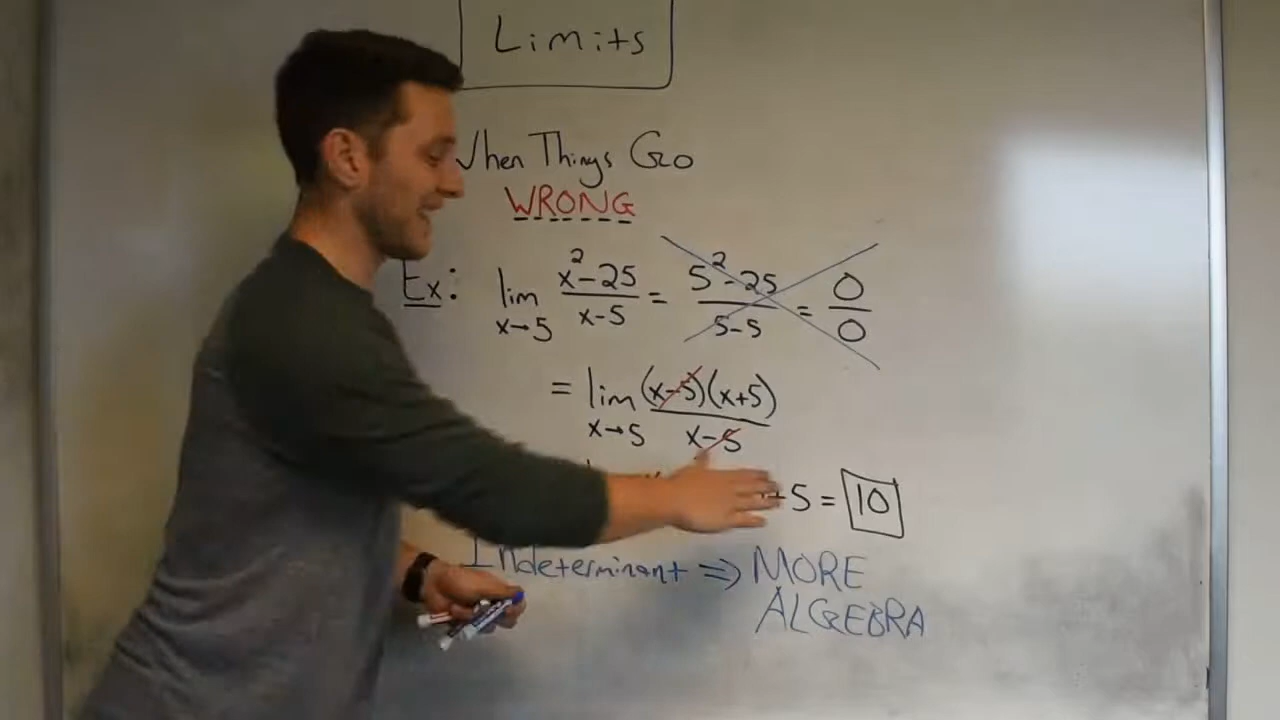 Limits
When Things Go
WRONG
Ex: lim x→5 x²-25 / x-5 = 5²-25 / 5-5 = 0/0
= lim x→5 (x-5)(x+5) / x-5
+5 = 10
Indeterminant ⇒ MORE
ALGEBRA